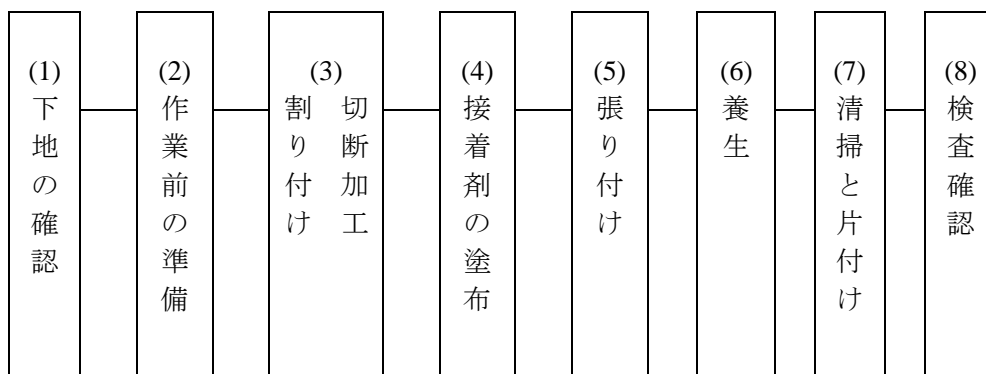 (1)
下地の確認
(2)
作業前の準備
(3)
切断加工
割り付け
(4)
接着剤の塗布
(5)
張り付け
(6)
養生
(7)
清掃と片付け
(8)
検査確認